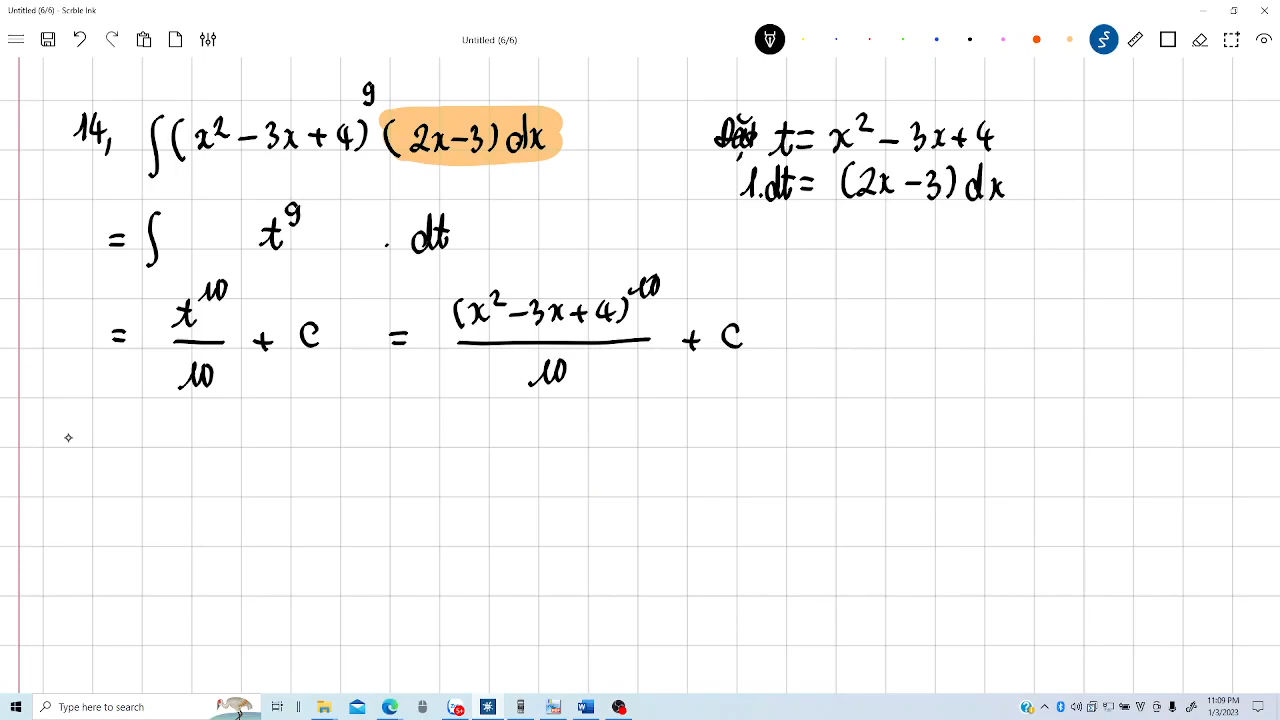 Untitled (6/6) - Scrble Ink
Untitled (6/6)
14, ∫(x² − 3x + 4)⁹ (2x − 3) dx
Đặt t = x² − 3x + 4
1.dt = (2x − 3) dx
= ∫ t⁹ . dt
= t¹⁰/10 + C = (x² − 3x + 4)¹⁰/10 + C
Type here to search
11:09 PM
1/3/2023